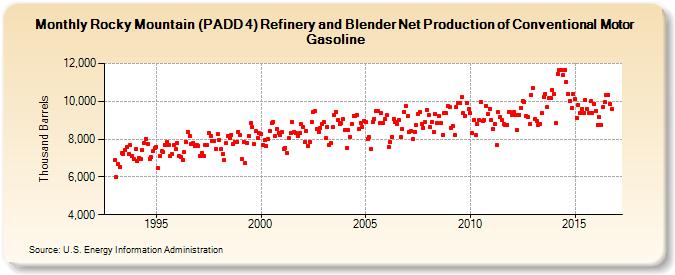 Monthly Rocky Mountain (PADD 4) Refinery and Blender Net Production of Conventional Motor
Gasoline
Thousand Barrels
12,000
10,000
8,000
6,000
4,000
1995
2000
2005
2010
2015
Source: U.S. Energy Information Administration